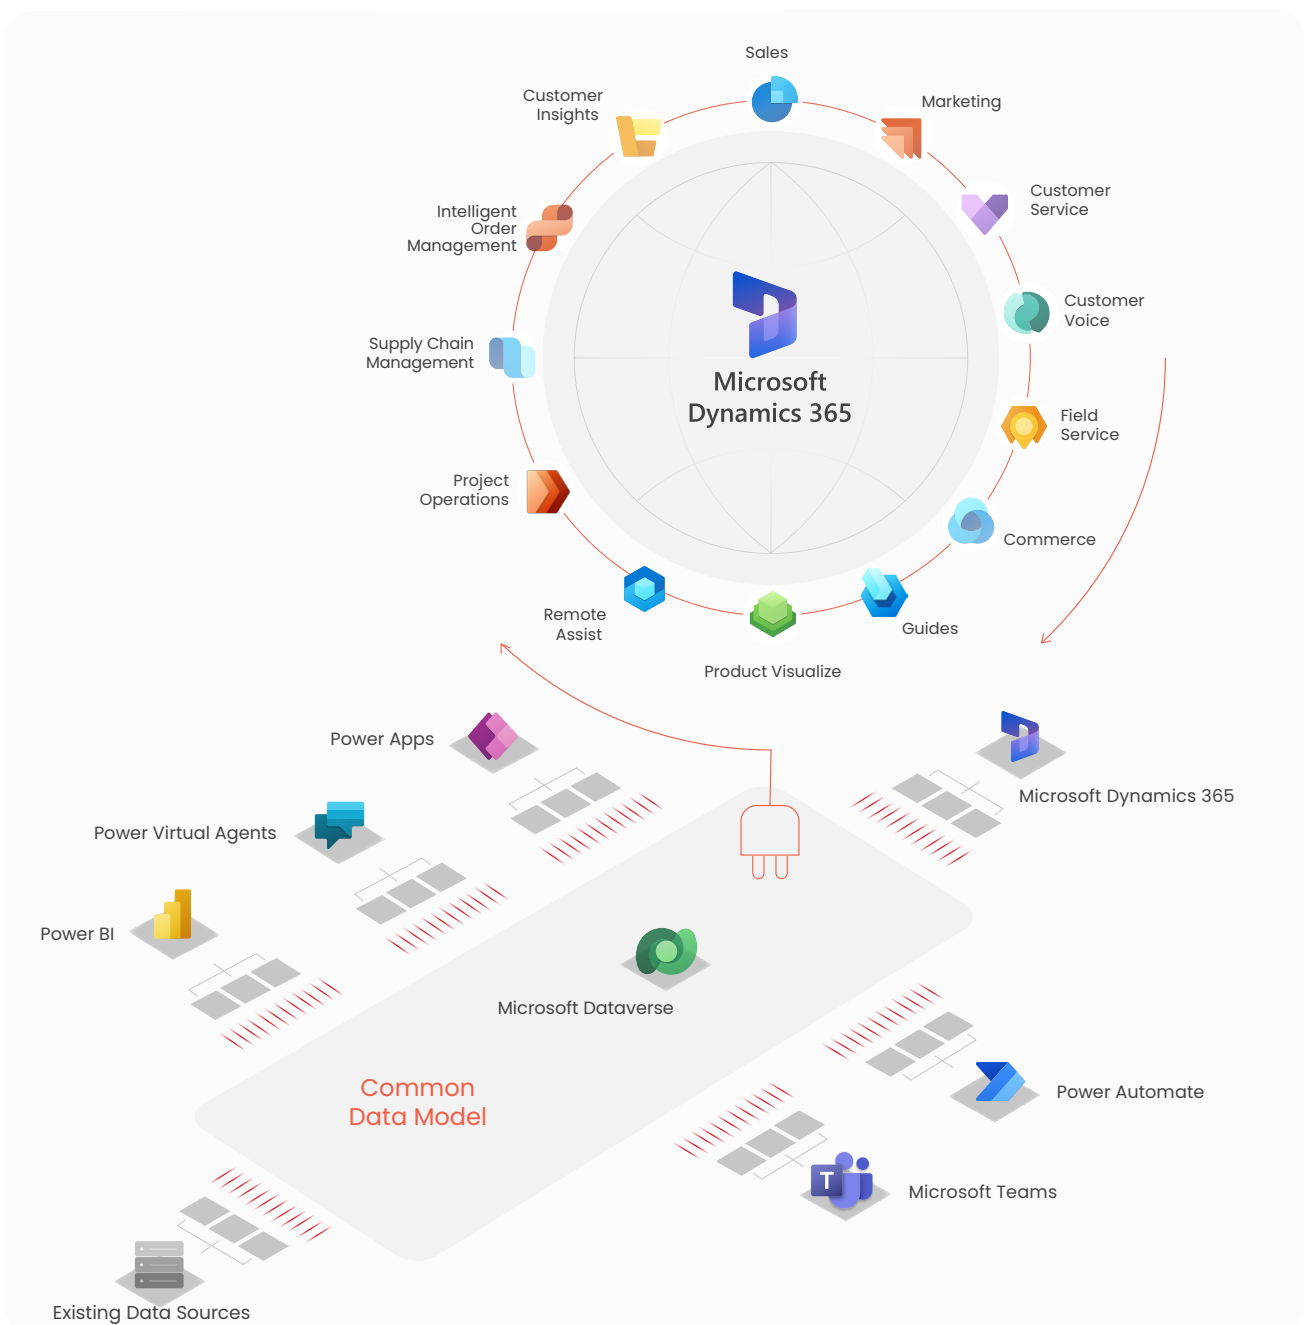 Sales
Customer
Insights
Marketing
Customer
Service
Intelligent
Order
Management
Customer
Voice
Supply Chain
Management
Microsoft
Dynamics 365
Field
Service
Project
Operations
Commerce
Remote
Assist
Guides
Product Visualize
Power Apps
Microsoft Dynamics 365
Power Virtual Agents
Power BI
Microsoft Dataverse
Common
Data Model
Power Automate
T
Microsoft Teams
Existing Data Sources